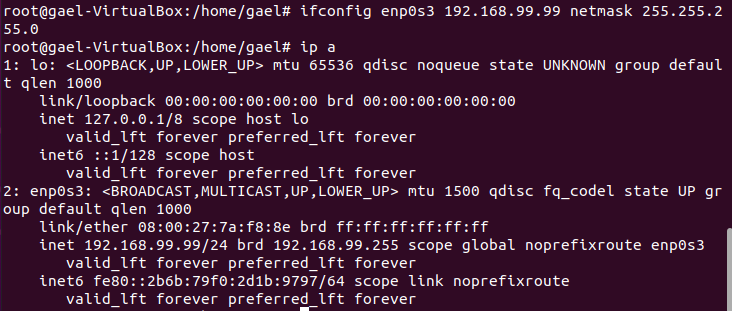 root@gael-VirtualBox:/home/gael# ifconfig enp0s3 192.168.99.99 netmask 255.255.2
55.0
root@gael-VirtualBox:/home/gael# ip a
1: lo: <LOOPBACK,UP,LOWER_UP> mtu 65536 qdisc noqueue state UNKNOWN group defaul
t qlen 1000
    link/loopback 00:00:00:00:00:00 brd 00:00:00:00:00:00
    inet 127.0.0.1/8 scope host lo
       valid_lft forever preferred_lft forever
    inet6 ::1/128 scope host
       valid_lft forever preferred_lft forever
2: enp0s3: <BROADCAST,MULTICAST,UP,LOWER_UP> mtu 1500 qdisc fq_codel state UP gr
oup default qlen 1000
    link/ether 08:00:27:7a:f8:8e brd ff:ff:ff:ff:ff:ff
    inet 192.168.99.99/24 brd 192.168.99.255 scope global noprefixroute enp0s3
       valid_lft forever preferred_lft forever
    inet6 fe80::2b6b:79f0:2d1b:9797/64 scope link noprefixroute
       valid_lft forever preferred_lft forever